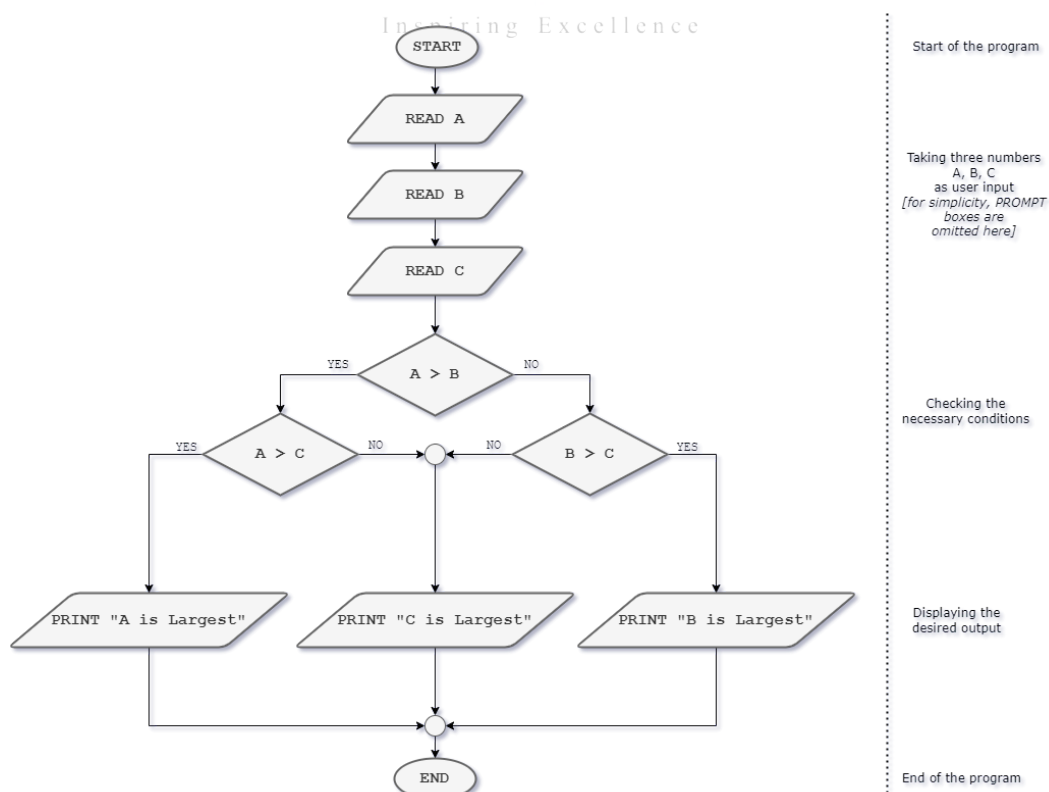 Inspiring Excellence
START
Start of the program
READ A
READ B
READ C
Taking three numbers
A, B, C
as user input
[for simplicity, PROMPT
boxes are
omitted here]
YES
A > B
NO
Checking the
necessary conditions
YES
A > C
NO
NO
B > C
YES
PRINT "A is Largest"
PRINT "C is Largest"
PRINT "B is Largest"
Displaying the
desired output
END
End of the program